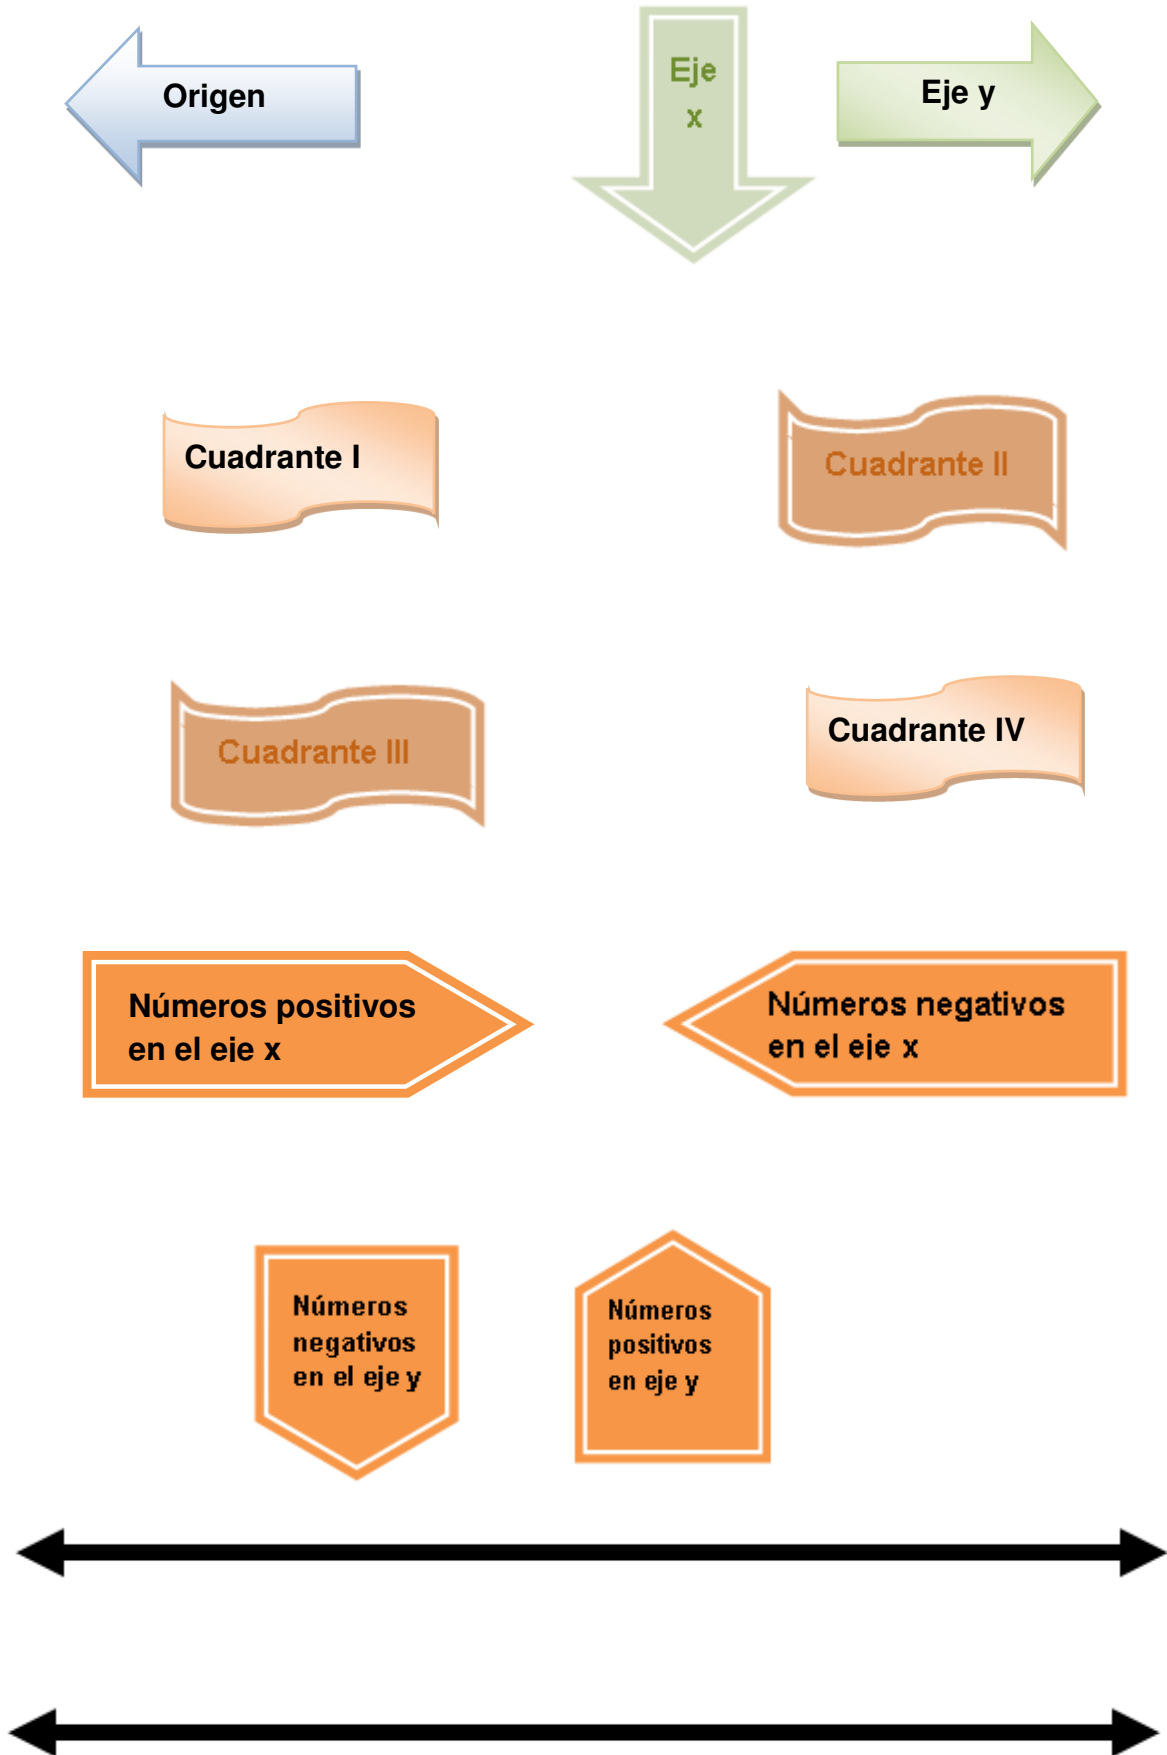 Origen
Eje
x
Eje y
Cuadrante I
Cuadrante II
Cuadrante III
Cuadrante IV
Números positivos
en el eje x
Números negativos
en el eje x
Números
negativos
en el eje y
Números
positivos
en eje y